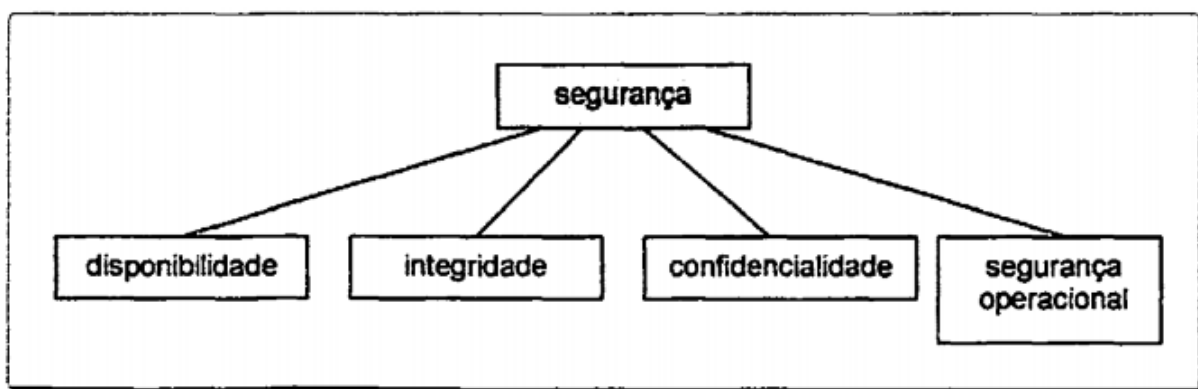 segurança
disponibilidade
integridade
confidencialidade
segurança
operacional